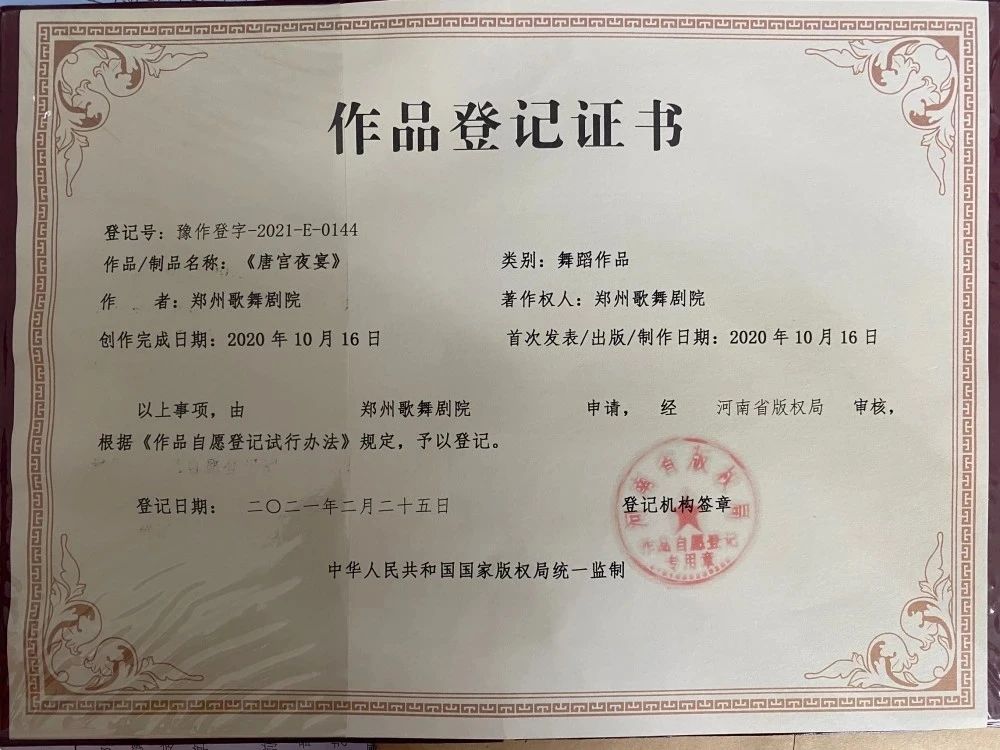 作品登记证书
登记号：豫作登字-2021-E-0144
作品/制品名称：《唐宫夜宴》 类别：舞蹈作品
作 者：郑州歌舞剧院 著作权人：郑州歌舞剧院
创作完成日期：2020 年 10 月 16 日 首次发表/出版/制作日期：2020 年 10 月 16 日
以上事项，由 郑州歌舞剧院 申请， 经 河南省版权局 审核，
根据《作品自愿登记试行办法》规定，予以登记。
登记日期： 二〇二一年二月二十五日 登记机构签章
河南省版权局
作品自愿登记
专用章
中华人民共和国国家版权局统一监制